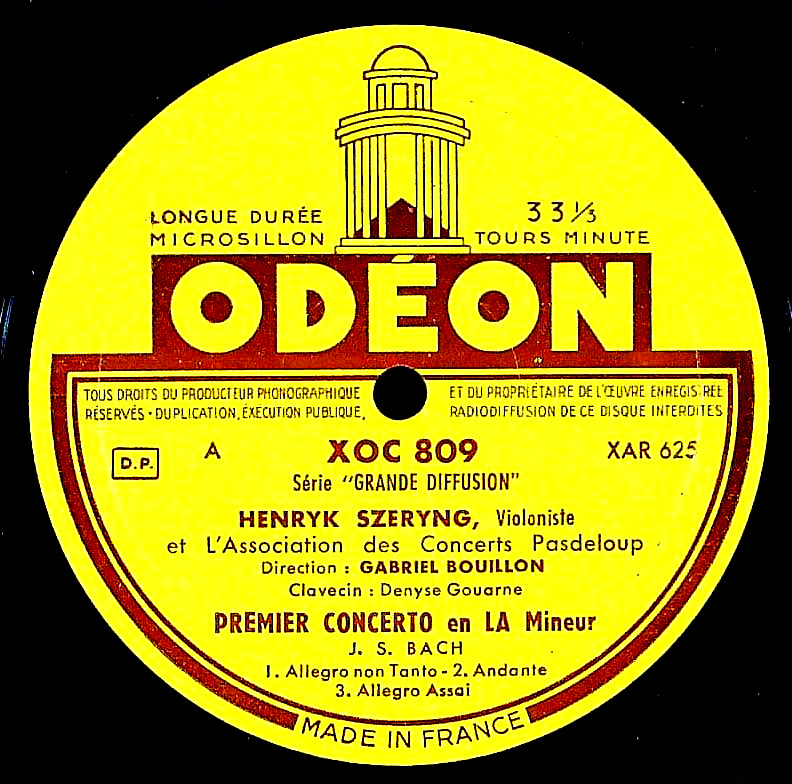 LONGUE DURÉE
MICROSILLON
33⅓
TOURS MINUTE
ODÉON
TOUS DROITS DU PRODUCTEUR PHONOGRAPHIQUE
RÉSERVÉS · DUPLICATION, EXÉCUTION PUBLIQUE,
ET DU PROPRIÉTAIRE DE L'ŒUVRE ENREGISTRÉE
RADIODIFFUSION DE CE DISQUE INTERDITES
D.P.
A
XOC 809
XAR 625
Série "GRANDE DIFFUSION"
HENRYK SZERYNG, Violoniste
et L'Association des Concerts Pasdeloup
Direction : GABRIEL BOUILLON
Clavecin : Denyse Gouarne
PREMIER CONCERTO en LA Mineur
J. S. BACH
1. Allegro non Tanto - 2. Andante
3. Allegro Assai
MADE IN FRANCE